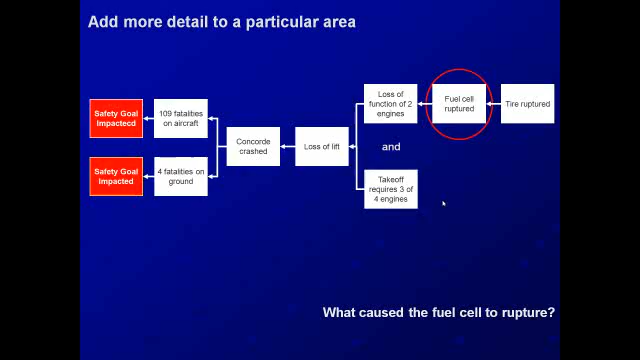 Add more detail to a particular area
Loss of
function of 2
engines
Fuel cell
ruptured
Tire ruptured
Safety Goal
Impactecd
109 fatalities
on aircraft
Concorde
crashed
Loss of lift
and
Safety Goal
Impacted
4 fatalities on
ground
Takeoff
requires 3 of
4 engines
What caused the fuel cell to rupture?